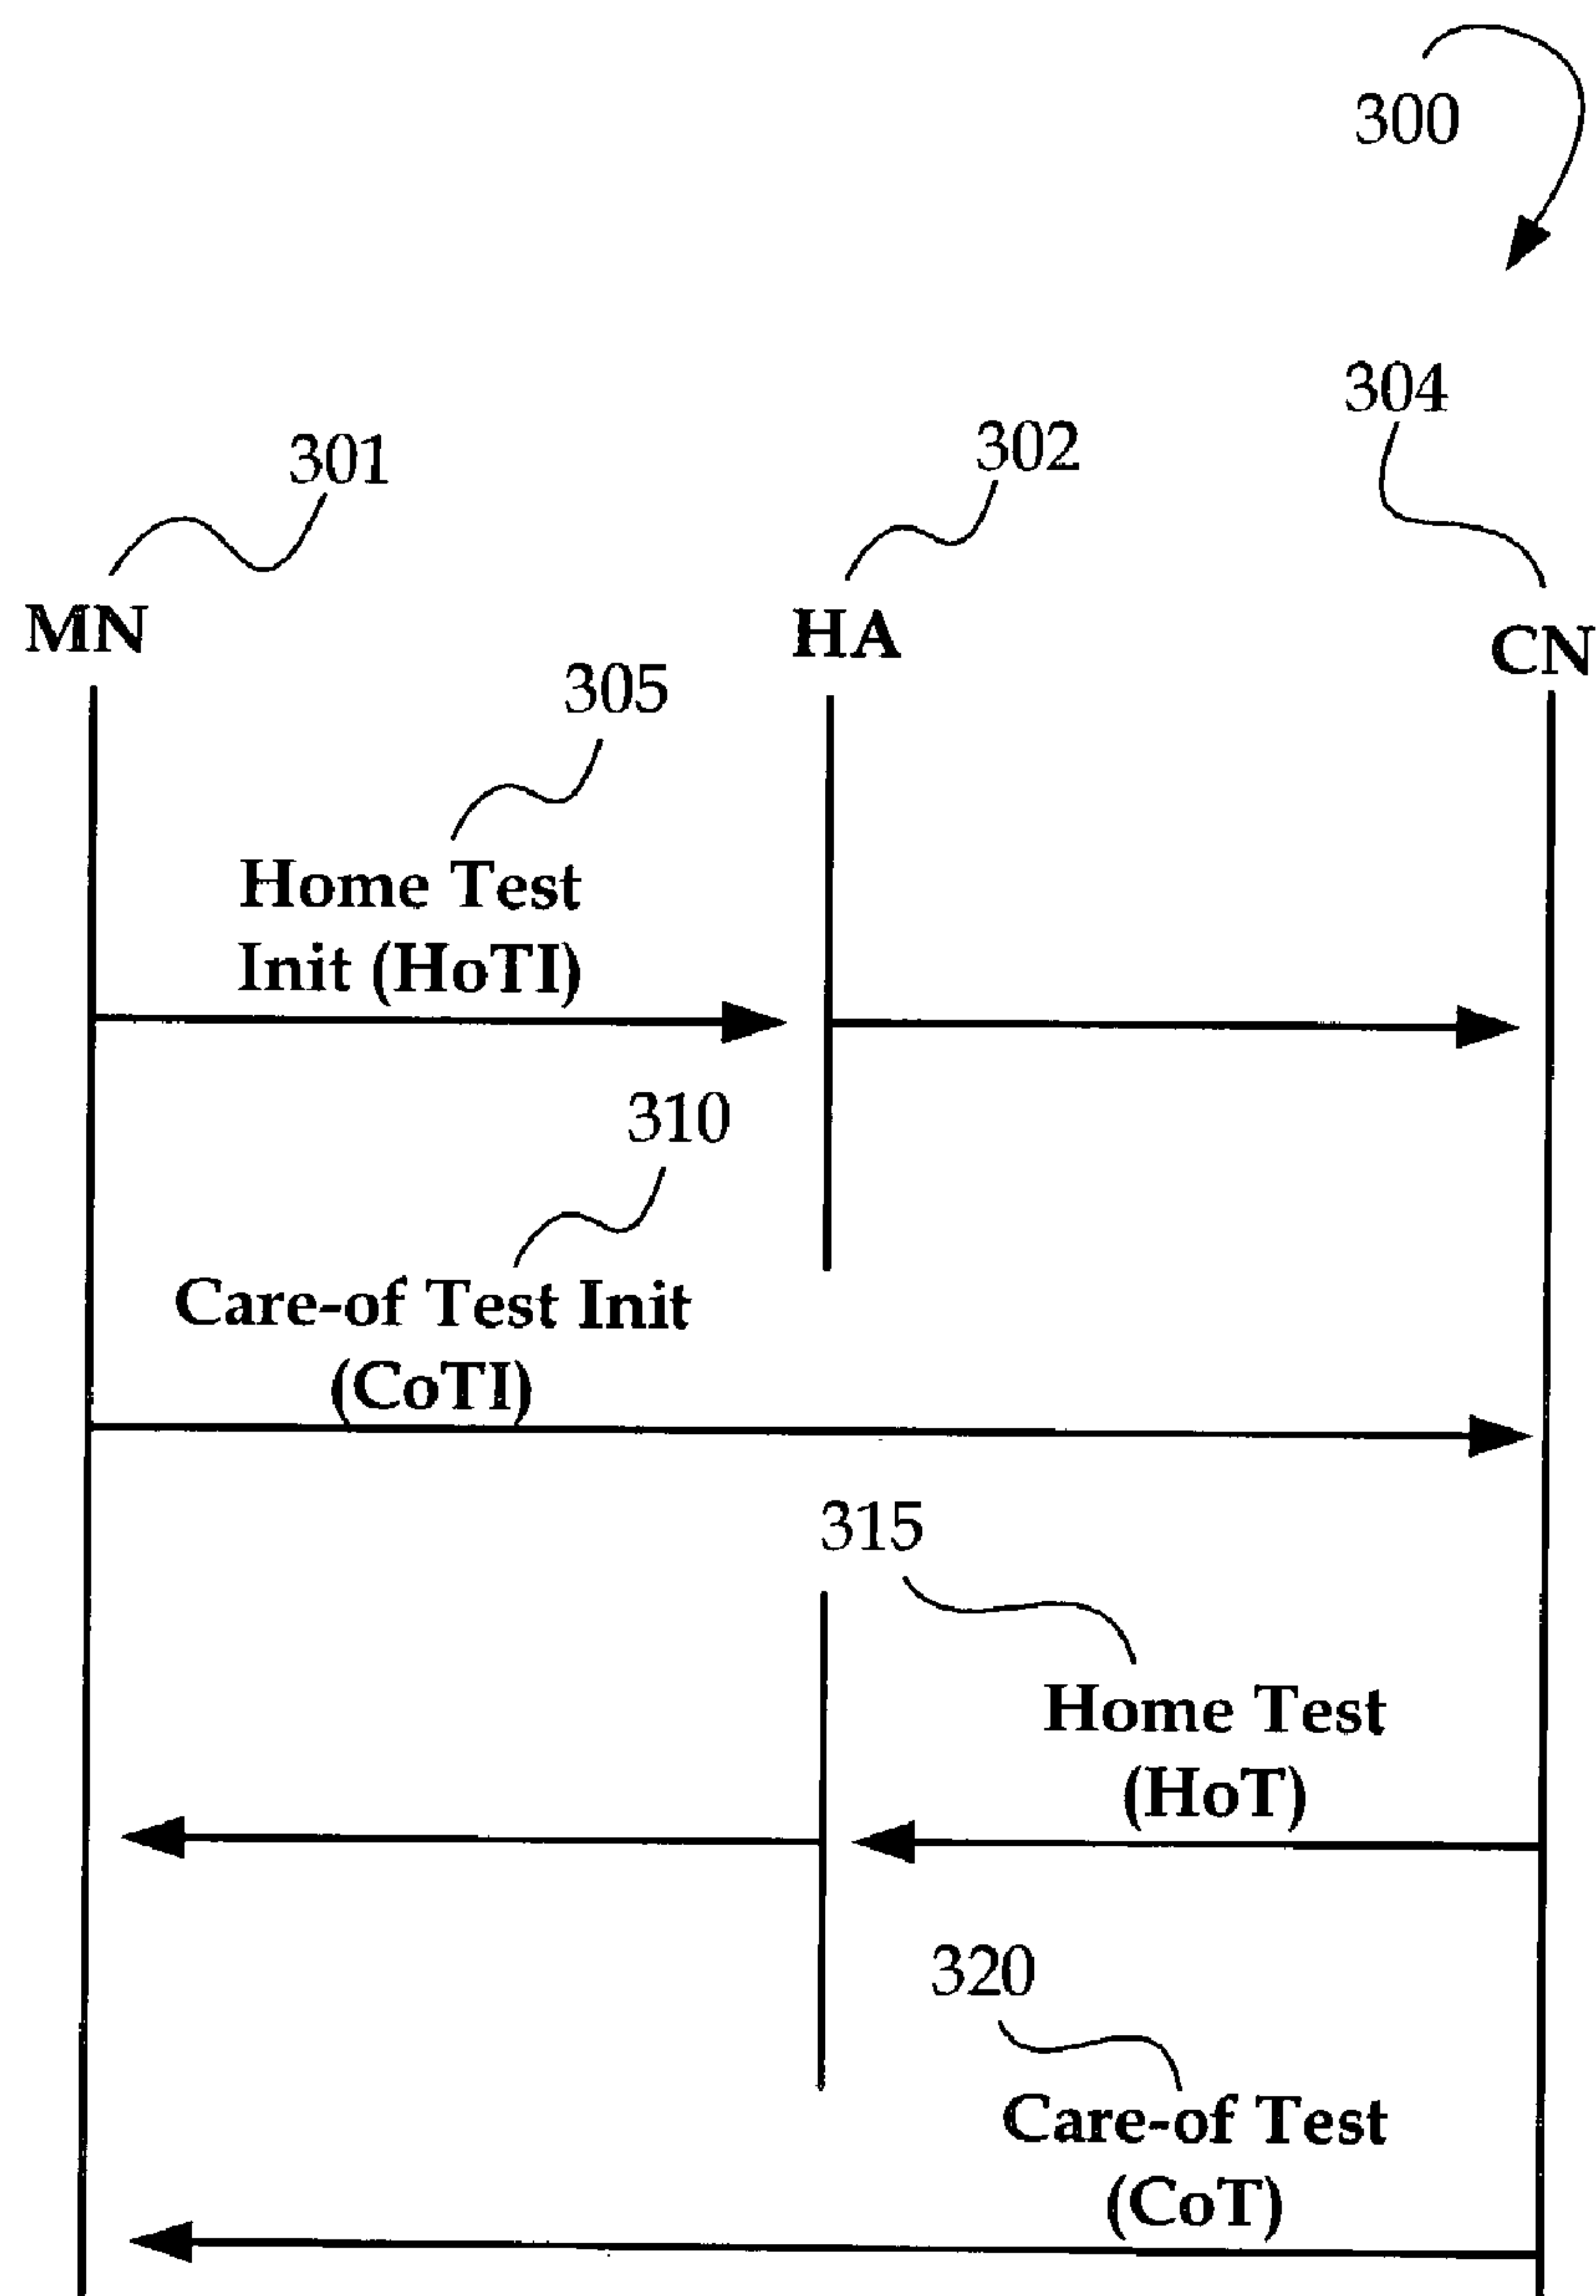 300
304
301
302
MN
HA
CN
305
Home Test
Init (HoTI)
310
Care-of Test Init
(CoTI)
315
Home Test
(HoT)
320
Care-of Test
(CoT)